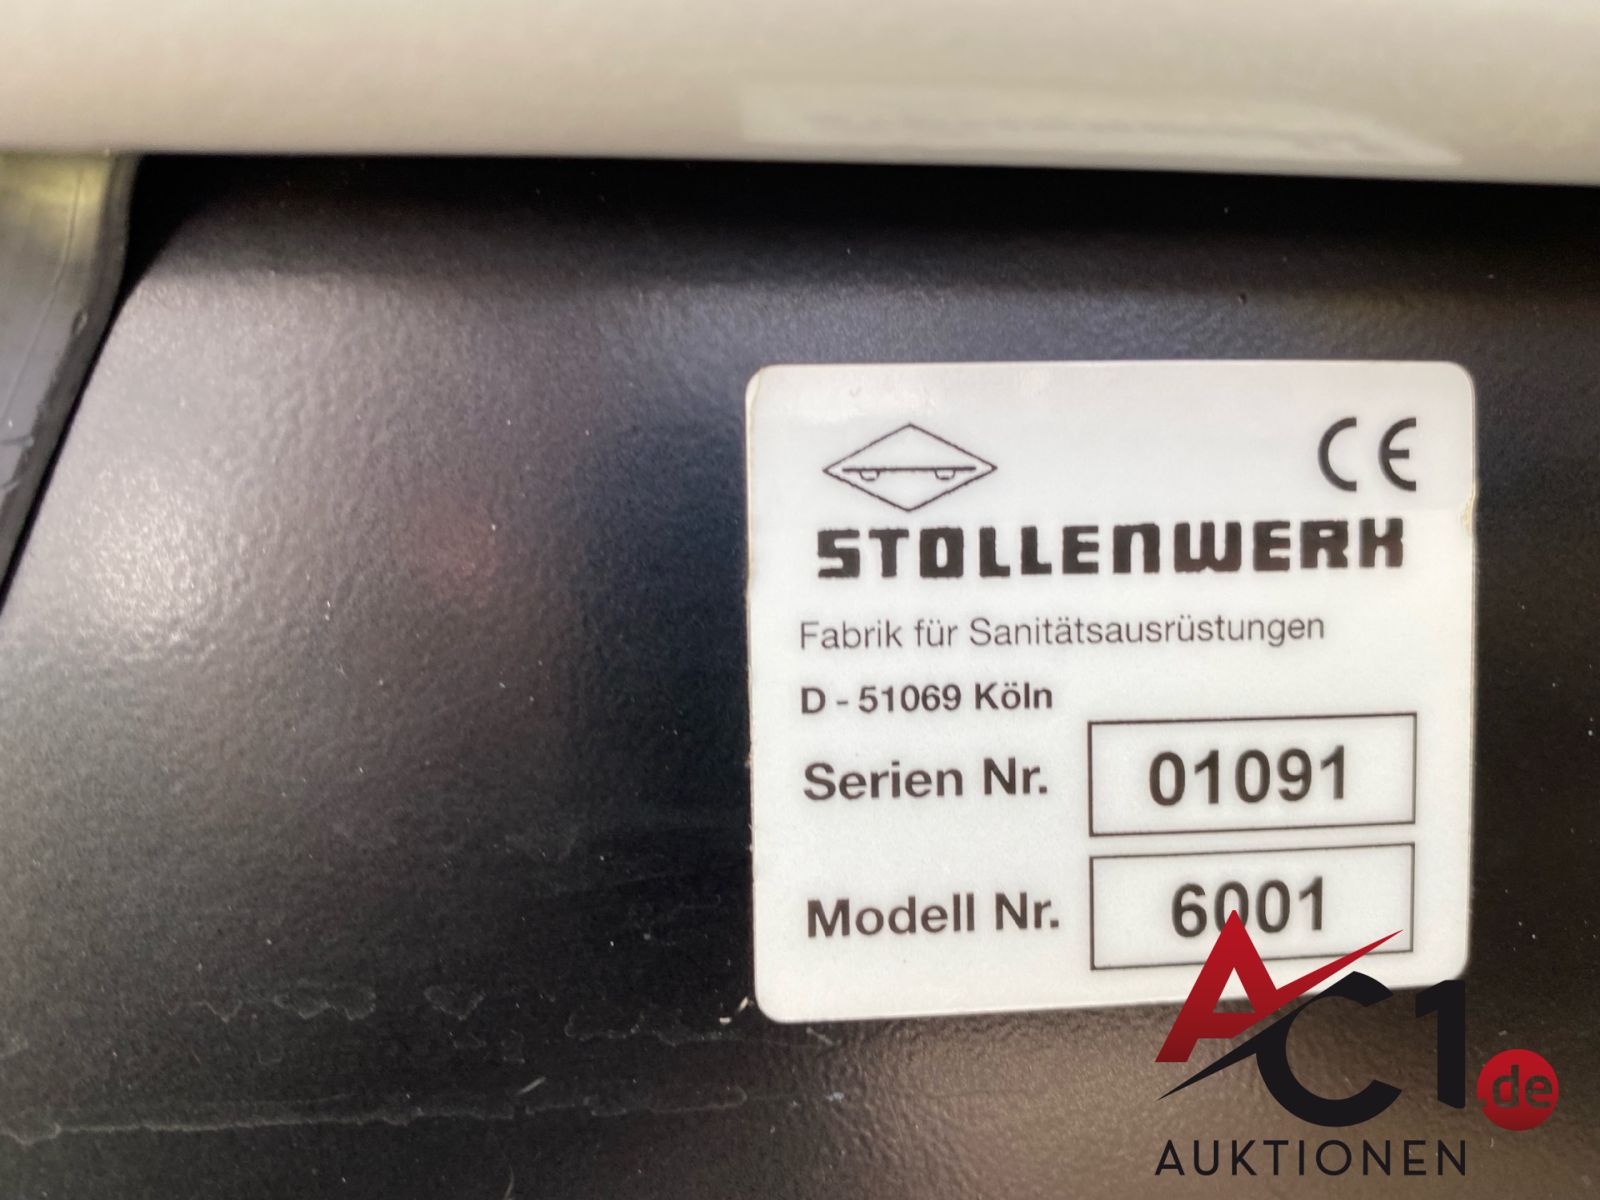 CE
STOLLENWERK
Fabrik für Sanitätsausrüstungen
D - 51069 Köln
Serien Nr. 01091
Modell Nr. 6001
AC1.de
AUKTIONEN